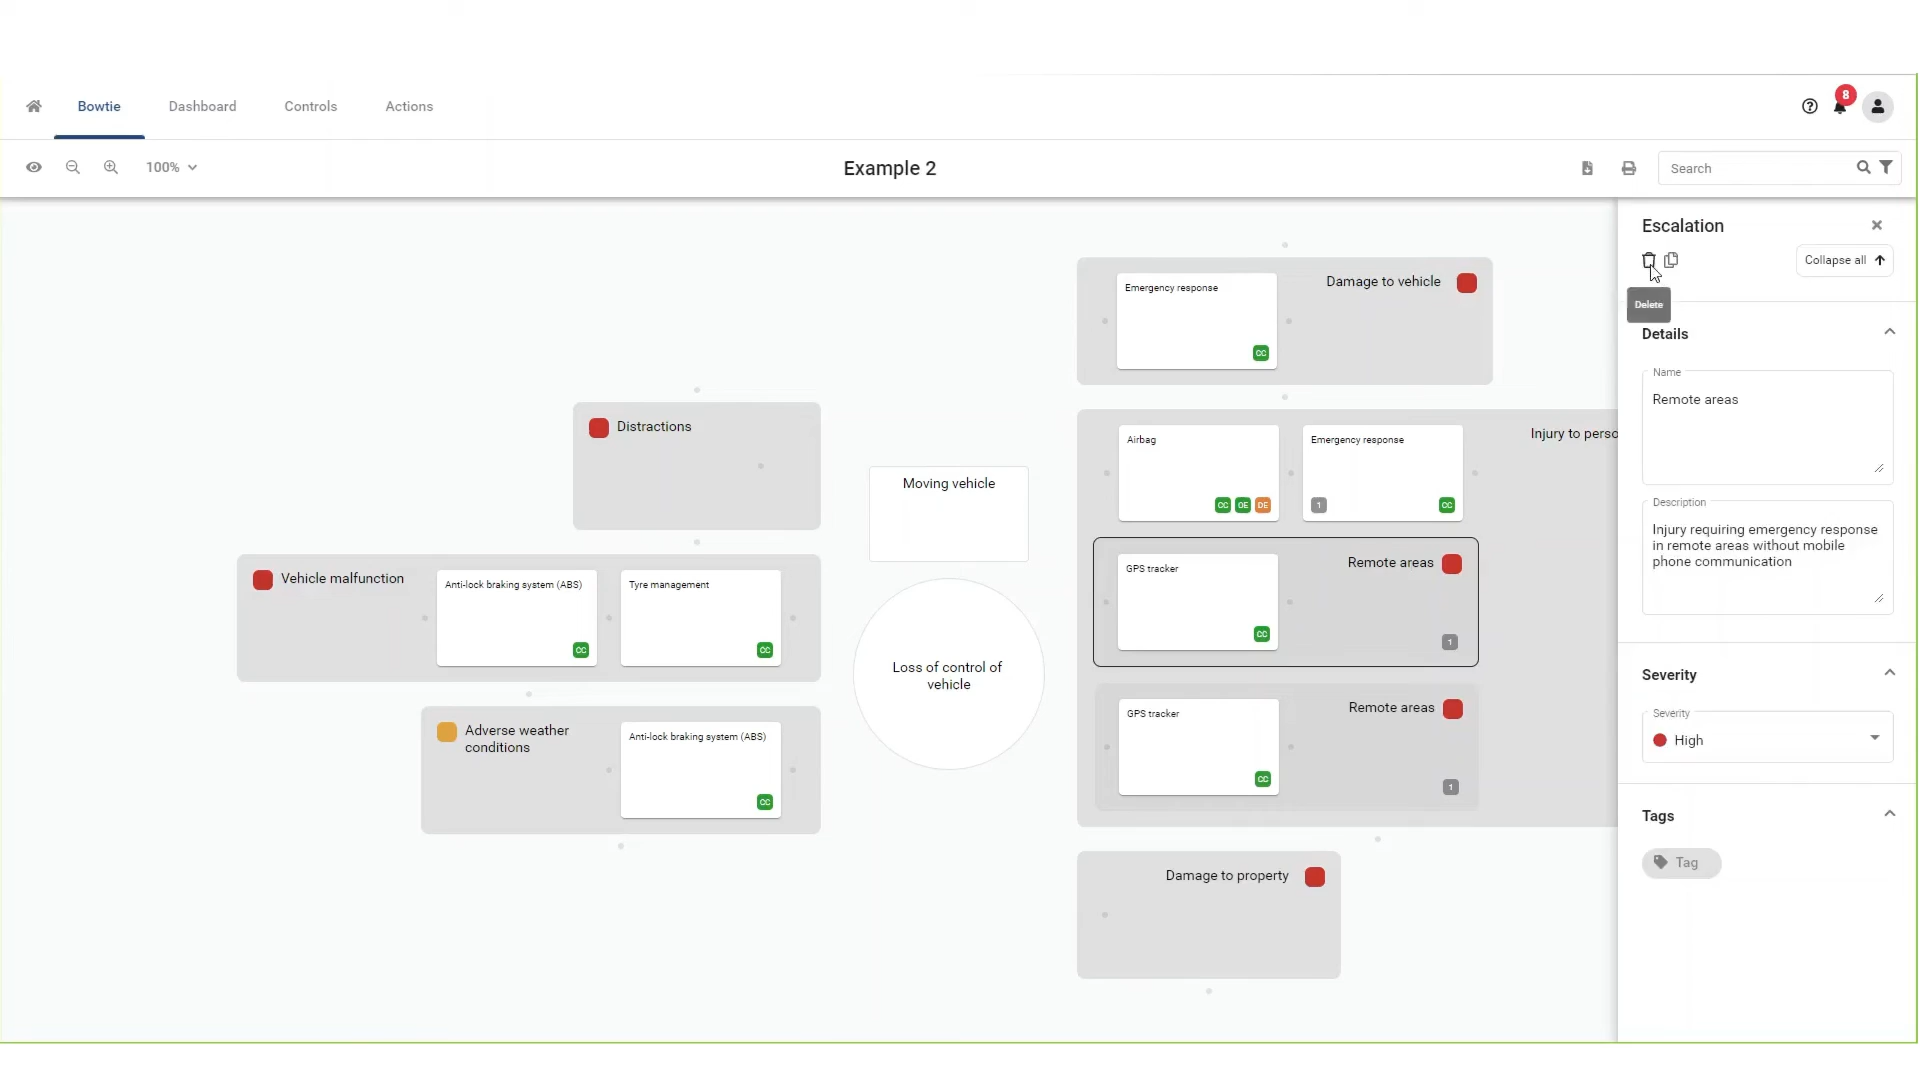 Bowtie
Dashboard
Controls
Actions
8
100%
Example 2
Search
Escalation
Collapse all
Delete
Details
Name
Remote areas
Description
Injury requiring emergency response
in remote areas without mobile
phone communication
Severity
Severity
High
Tags
Tag
Distractions
Vehicle malfunction
Anti-lock braking system (ABS)
CC
Tyre management
CC
Adverse weather
conditions
Anti-lock braking system (ABS)
CC
Moving vehicle
Loss of control of
vehicle
Emergency response
CC
Damage to vehicle
Airbag
CC OE DE
Emergency response
1 CC
Injury to perso
GPS tracker
CC
Remote areas
1
GPS tracker
CC
Remote areas
1
Damage to property